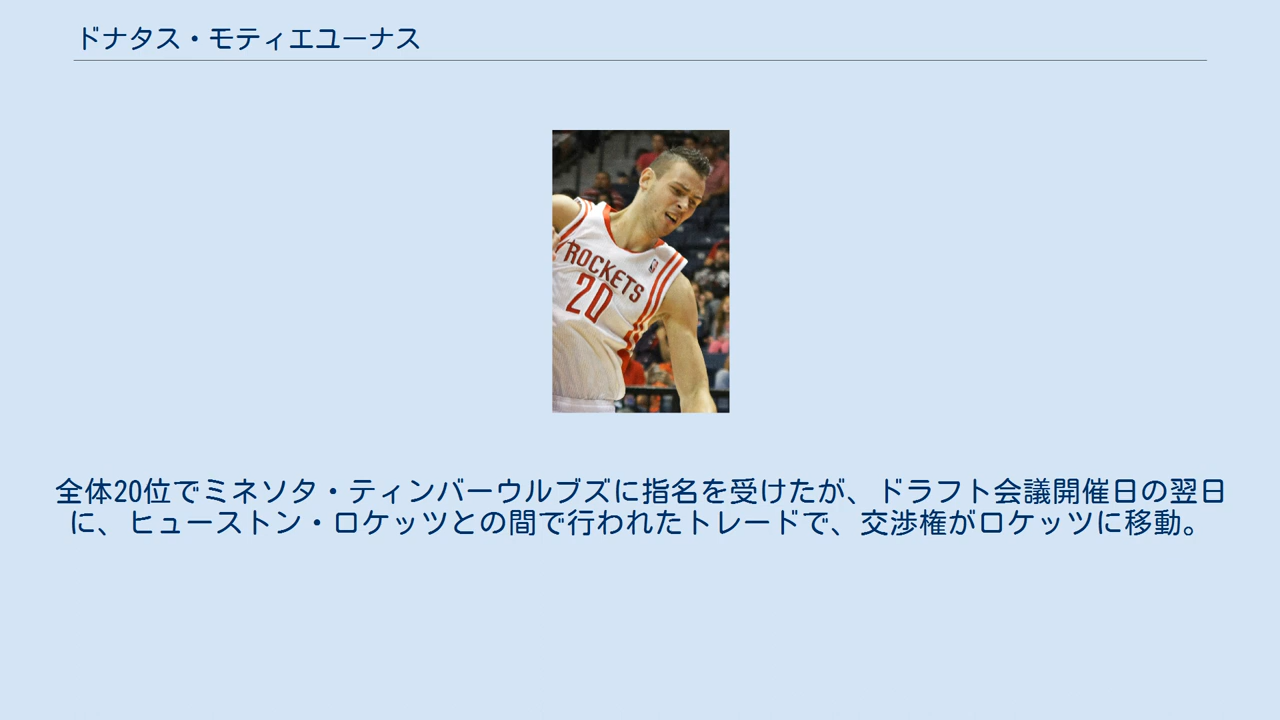 ドナタス・モティエユーナス
ROCKETS
20
全体20位でミネソタ・ティンバーウルブズに指名を受けたが、ドラフト会議開催日の翌日
に、ヒューストン・ロケッツとの間で行われたトレードで、交渉権がロケッツに移動。